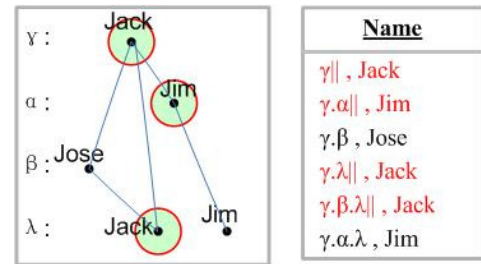 γ : Jack
α : Jim
β : Jose
λ : Jack Jim
Name
γ|| , Jack
γ.α|| , Jim
γ.β , Jose
γ.λ|| , Jack
γ.β.λ|| , Jack
γ.α.λ , Jim